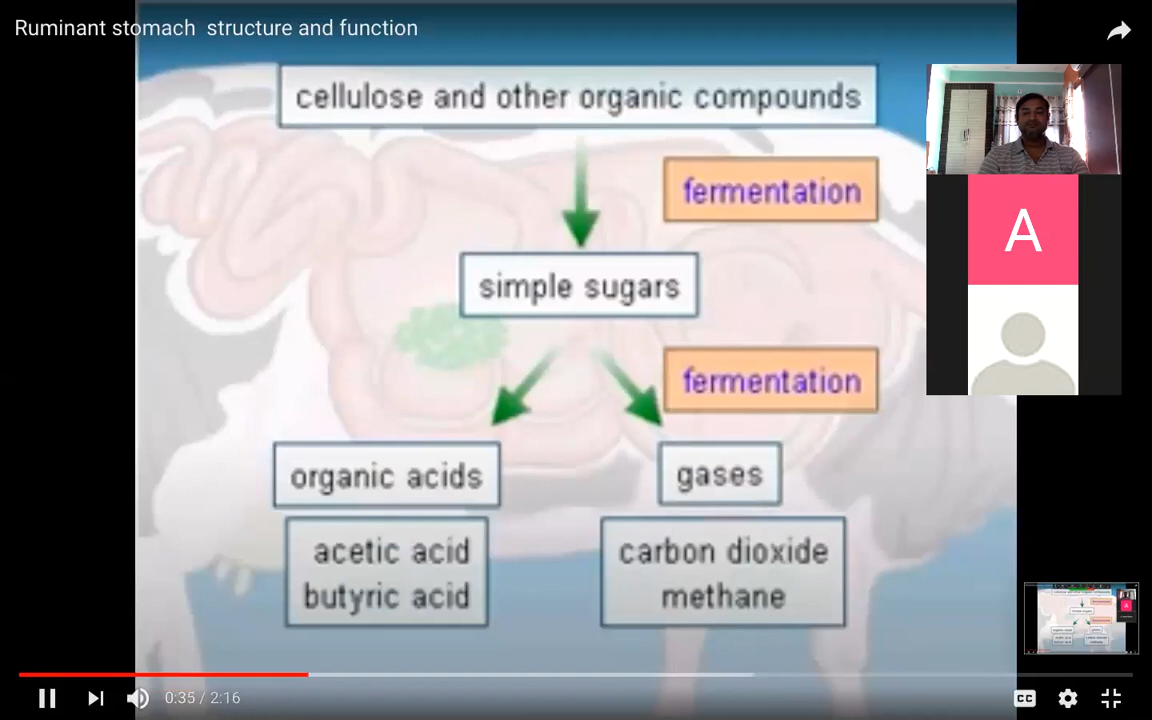 Ruminant stomach structure and function
cellulose and other organic compounds
fermentation
simple sugars
fermentation
organic acids
gases
acetic acid
butyric acid
carbon dioxide
methane
A
0:35 / 2:16
CC